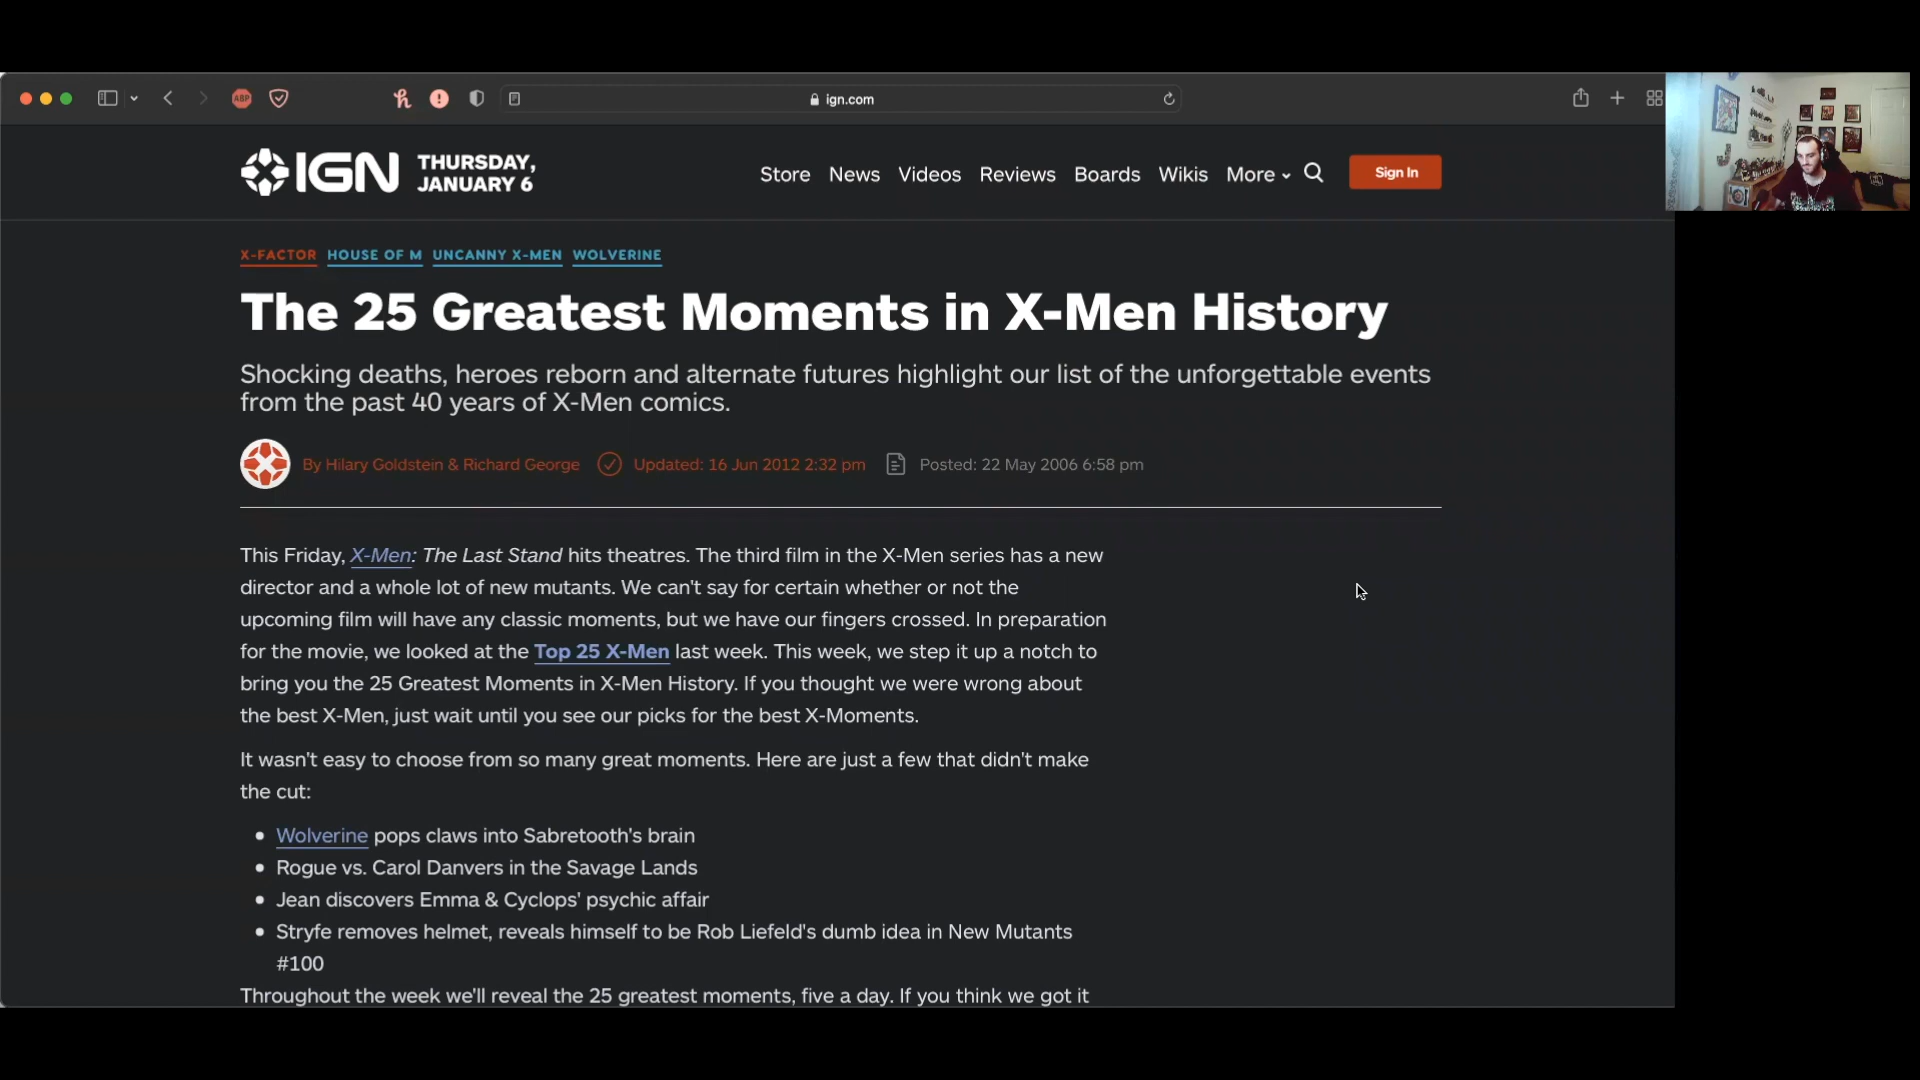 ABP
ign.com
IGN
THURSDAY,
JANUARY 6
Store News Videos Reviews Boards Wikis More
Sign In
X-FACTOR HOUSE OF M UNCANNY X-MEN WOLVERINE
The 25 Greatest Moments in X-Men History
Shocking deaths, heroes reborn and alternate futures highlight our list of the unforgettable events
from the past 40 years of X-Men comics.
By Hilary Goldstein & Richard George Updated: 16 Jun 2012 2:32 pm Posted: 22 May 2006 6:58 pm
This Friday, X-Men: The Last Stand hits theatres. The third film in the X-Men series has a new
director and a whole lot of new mutants. We can't say for certain whether or not the
upcoming film will have any classic moments, but we have our fingers crossed. In preparation
for the movie, we looked at the Top 25 X-Men last week. This week, we step it up a notch to
bring you the 25 Greatest Moments in X-Men History. If you thought we were wrong about
the best X-Men, just wait until you see our picks for the best X-Moments.
It wasn't easy to choose from so many great moments. Here are just a few that didn't make
the cut:
• Wolverine pops claws into Sabretooth's brain
• Rogue vs. Carol Danvers in the Savage Lands
• Jean discovers Emma & Cyclops' psychic affair
• Stryfe removes helmet, reveals himself to be Rob Liefeld's dumb idea in New Mutants
#100
Throughout the week we'll reveal the 25 greatest moments, five a day. If you think we got it